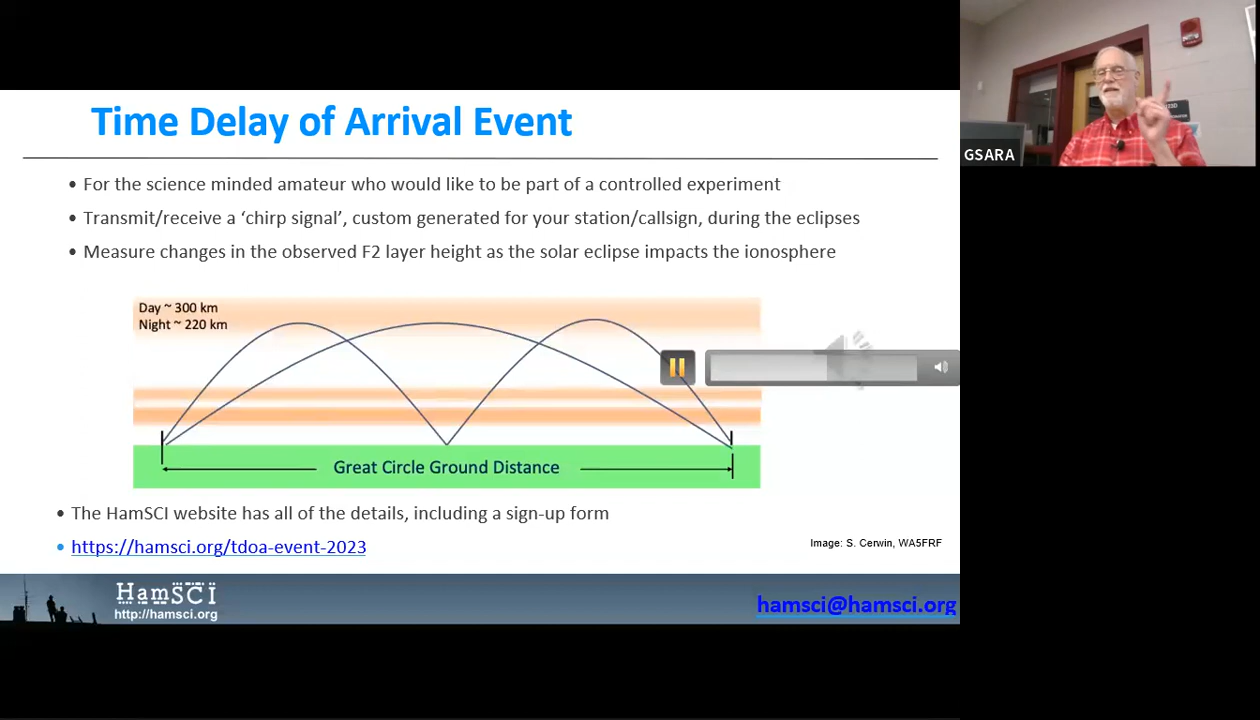 Time Delay of Arrival Event
GSARA
• For the science minded amateur who would like to be part of a controlled experiment
• Transmit/receive a ‘chirp signal’, custom generated for your station/callsign, during the eclipses
• Measure changes in the observed F2 layer height as the solar eclipse impacts the ionosphere
Day ~ 300 km
Night ~ 220 km
Great Circle Ground Distance
• The HamSCI website has all of the details, including a sign-up form
• https://hamsci.org/tdoa-event-2023
Image: S. Cerwin, WA5FRF
HamSCI
http://hamsci.org
hamsci@hamsci.org